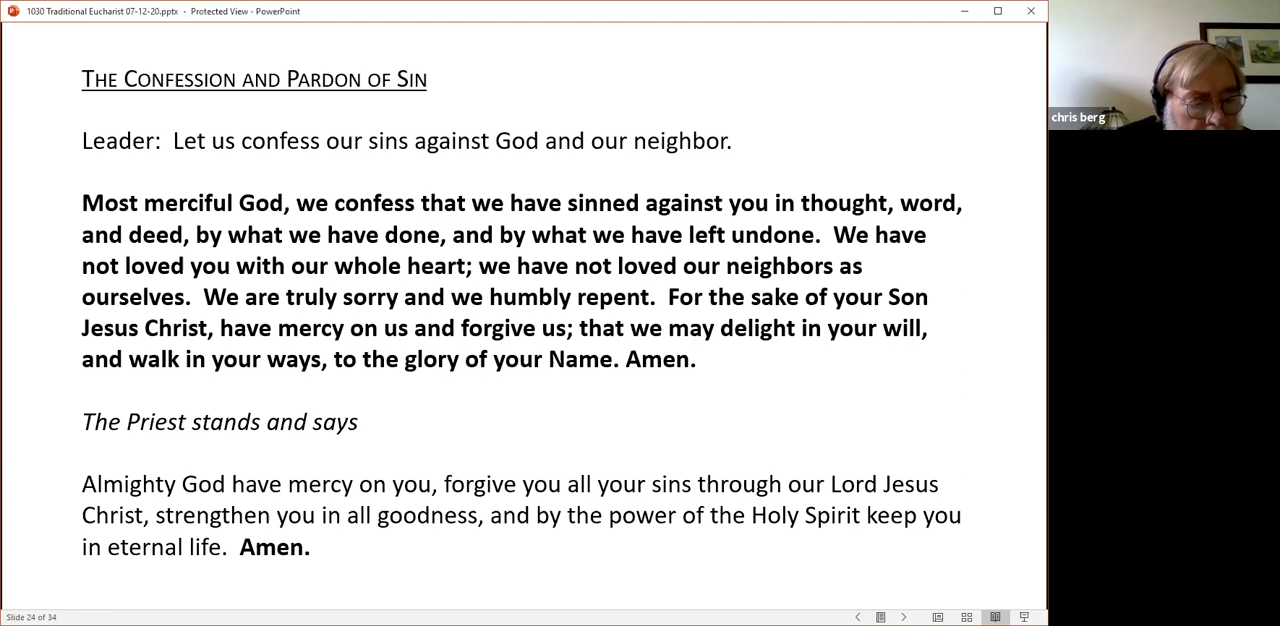 1030 Traditional Eucharist 07-12-20.pptx - Protected View - PowerPoint
THE CONFESSION AND PARDON OF SIN
Leader: Let us confess our sins against God and our neighbor.
Most merciful God, we confess that we have sinned against you in thought, word,
and deed, by what we have done, and by what we have left undone. We have
not loved you with our whole heart; we have not loved our neighbors as
ourselves. We are truly sorry and we humbly repent. For the sake of your Son
Jesus Christ, have mercy on us and forgive us; that we may delight in your will,
and walk in your ways, to the glory of your Name. Amen.
The Priest stands and says
Almighty God have mercy on you, forgive you all your sins through our Lord Jesus
Christ, strengthen you in all goodness, and by the power of the Holy Spirit keep you
in eternal life. Amen.
Slide 24 of 34
chris berg